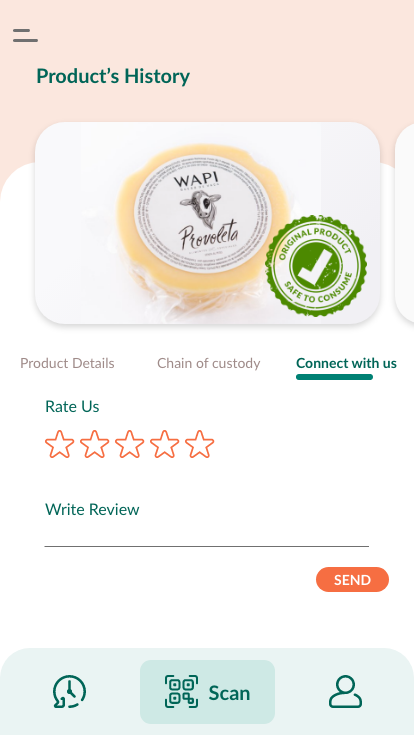 Product's History
WAPI
Provoleta
ORIGINAL PRODUCT
SAFE TO CONSUME
Product Details
Chain of custody
Connect with us
Rate Us
Write Review
SEND
Scan